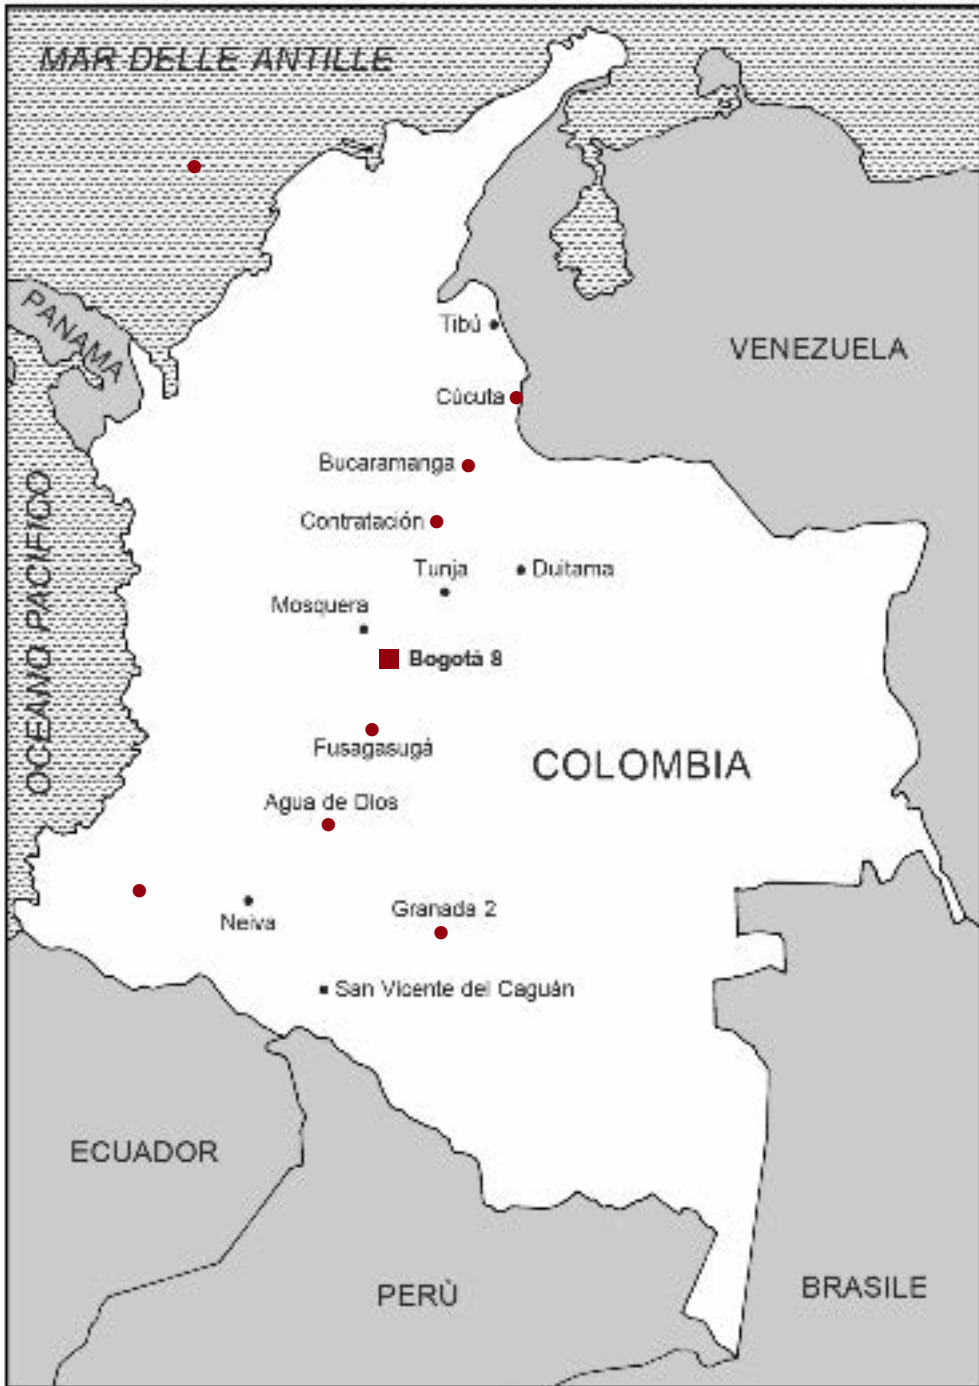 MAR DELLE ANTILLE
PANAMA
Tibú
VENEZUELA
Cúcuta
Bucaramanga
OCEANO PACIFICO
Contratación
Tunja
Duitama
Mosquera
Bogotá 8
Fusagasugá
COLOMBIA
Agua de Dios
Granada 2
Neiva
San Vicente del Caguán
ECUADOR
PERÙ
BRASILE